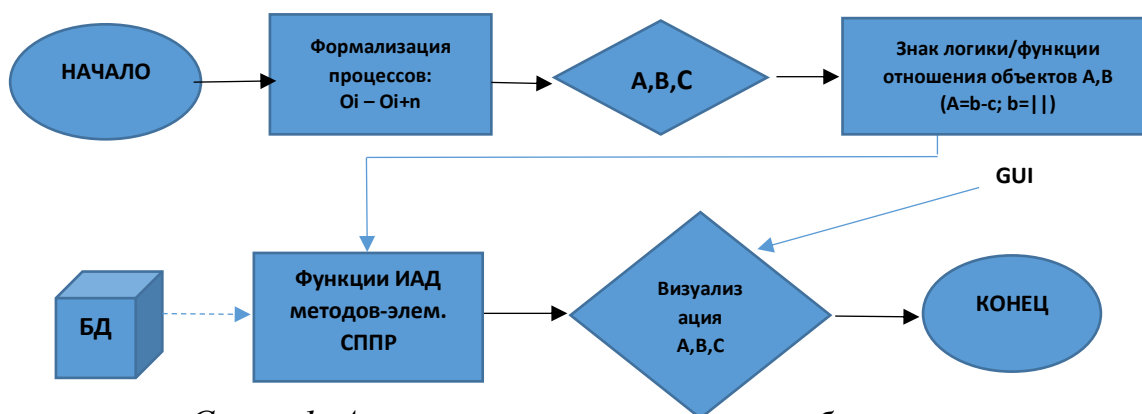 НАЧАЛО
Формализация
процессов:
Oi – Oi+n
А,В,С
Знак логики/функции
отношения объектов А,В
(А=b-c; b=||)
GUI
БД
Функции ИАД
методов-элем.
СППР
Визуализ
ация
А,В,С
КОНЕЦ